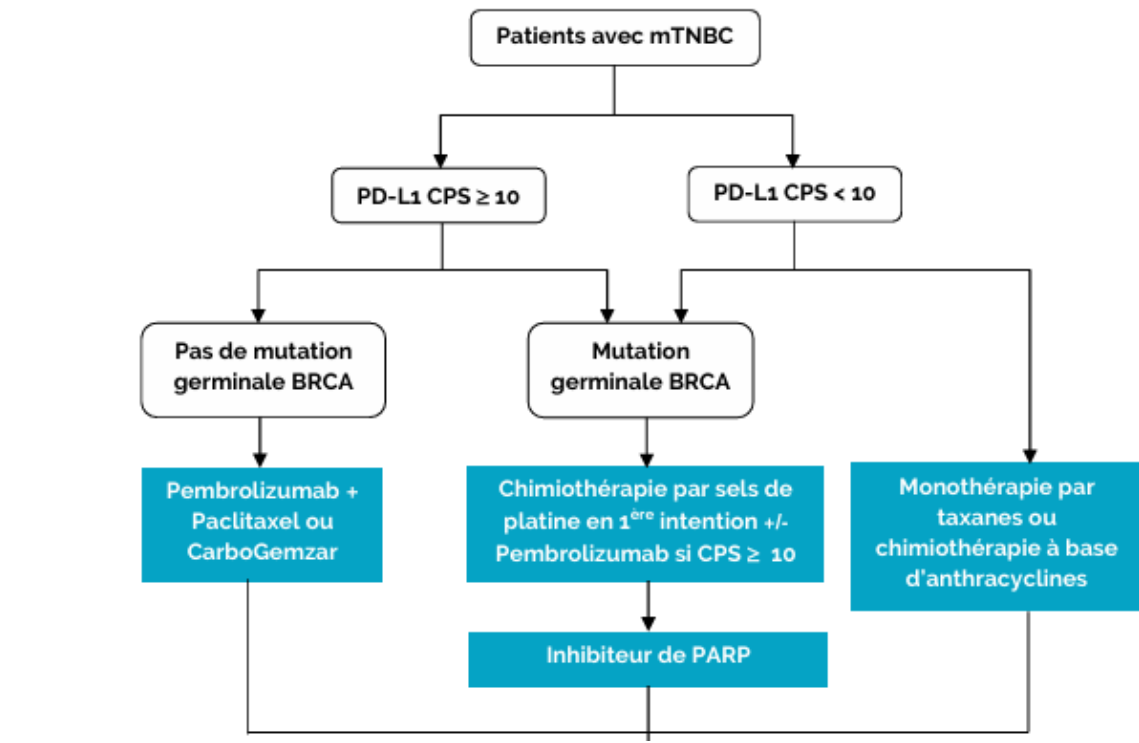 Patients avec mTNBC
PD-L1 CPS ≥ 10
PD-L1 CPS < 10
Pas de mutation
germinale BRCA
Mutation
germinale BRCA
Pembrolizumab +
Paclitaxel ou
CarboGemzar
Chimiothérapie par sels de
platine en 1ère intention +/-
Pembrolizumab si CPS ≥ 10
Monothérapie par
taxanes ou
chimiothérapie à base
d'anthracyclines
Inhibiteur de PARP